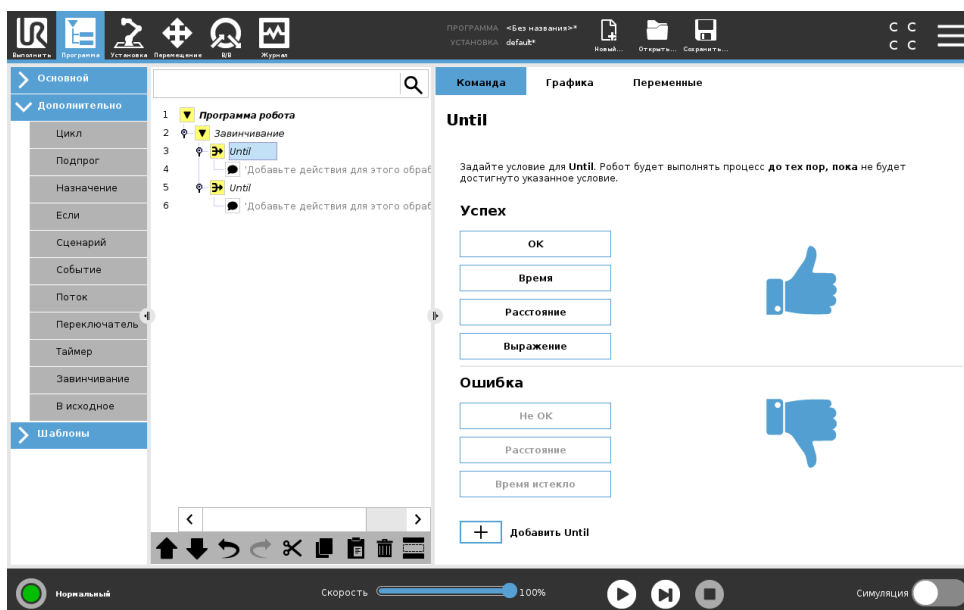 ПРОГРАММА <Без названия>*
УСТАНОВКА default*
Выполнить Программа Установка Перемещение В/В Журнал
Новый... Открыть... Сохранить...
C C
C C
Основной
Дополнительно
Цикл
Подпрог
Назначение
Если
Сценарий
Событие
Поток
Переключатель
Таймер
Завинчивание
В исходное
Шаблоны
1 Программа робота
2 Завинчивание
3 Until
4 'Добавьте действия для этого обраб
5 Until
6 'Добавьте действия для этого обраб
Команда Графика Переменные
Until
Задайте условие для Until. Робот будет выполнять процесс до тех пор, пока не будет
достигнуто указанное условие.
Успех
OK
Время
Расстояние
Выражение
Ошибка
Не OK
Расстояние
Время истекло
Добавить Until
Нормальный
Скорость 100%
Симуляция